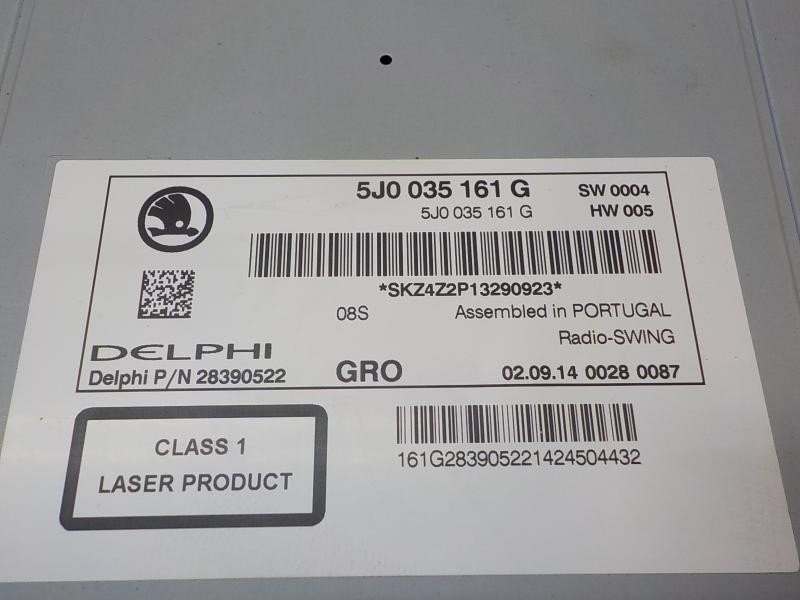 5J0 035 161 G SW 0004
5J0 035 161 G HW 005
*SKZ4Z2P13290923*
08S Assembled in PORTUGAL
Radio-SWING
DELPHI
Delphi P/N 28390522 GRO 02.09.14 0028 0087
CLASS 1
LASER PRODUCT
161G283905221424504432